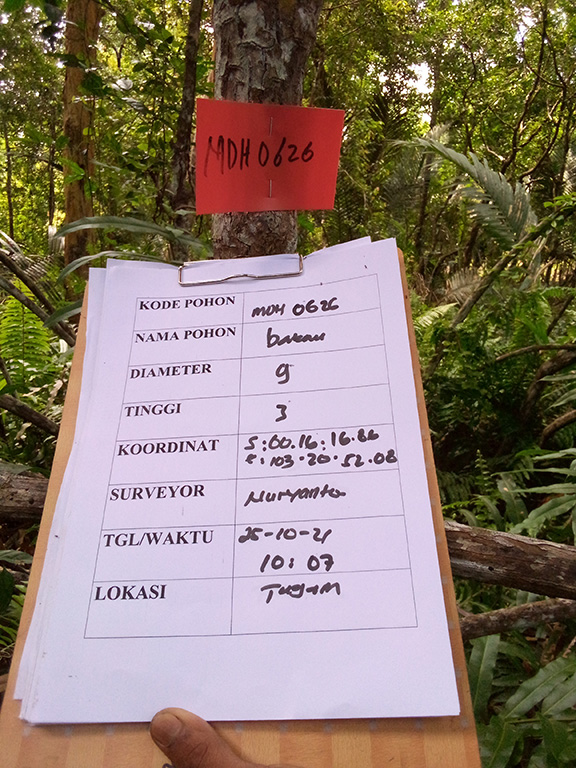 MDH 0626
KODE POHON MDH 0626
NAMA POHON bakau
DIAMETER 9
TINGGI 3
KOORDINAT S:00.16:16.86
E:103.20.52.08
SURVEYOR Nuryanto
TGL/WAKTU 25-10-21
10:07
LOKASI